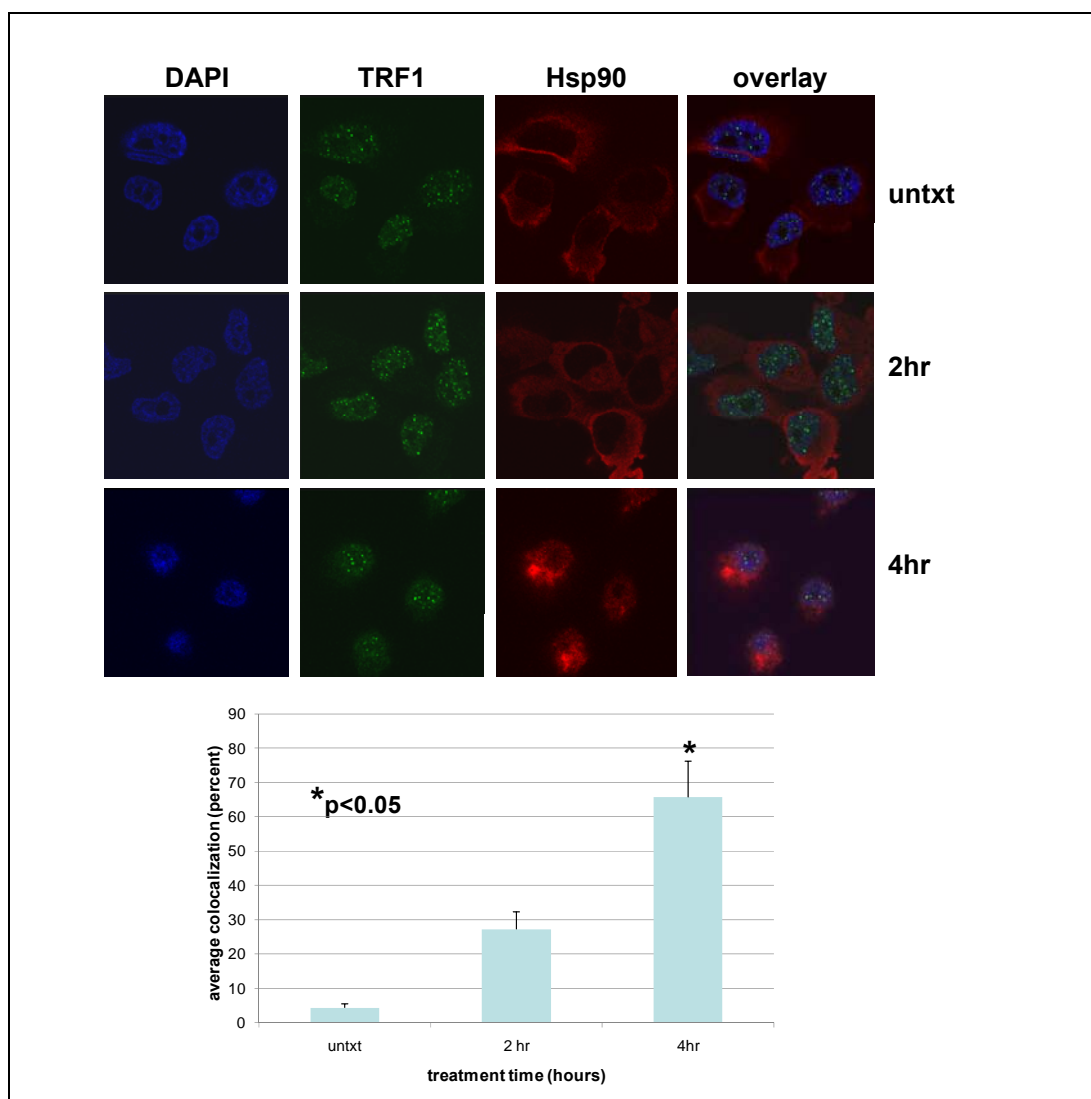 DAPI TRF1 Hsp90 overlay
untxt
2hr
4hr
90
80
70
60
50
40
30
20
10
0
average colocalization (percent)
*p<0.05
*
untxt 2 hr 4hr
treatment time (hours)